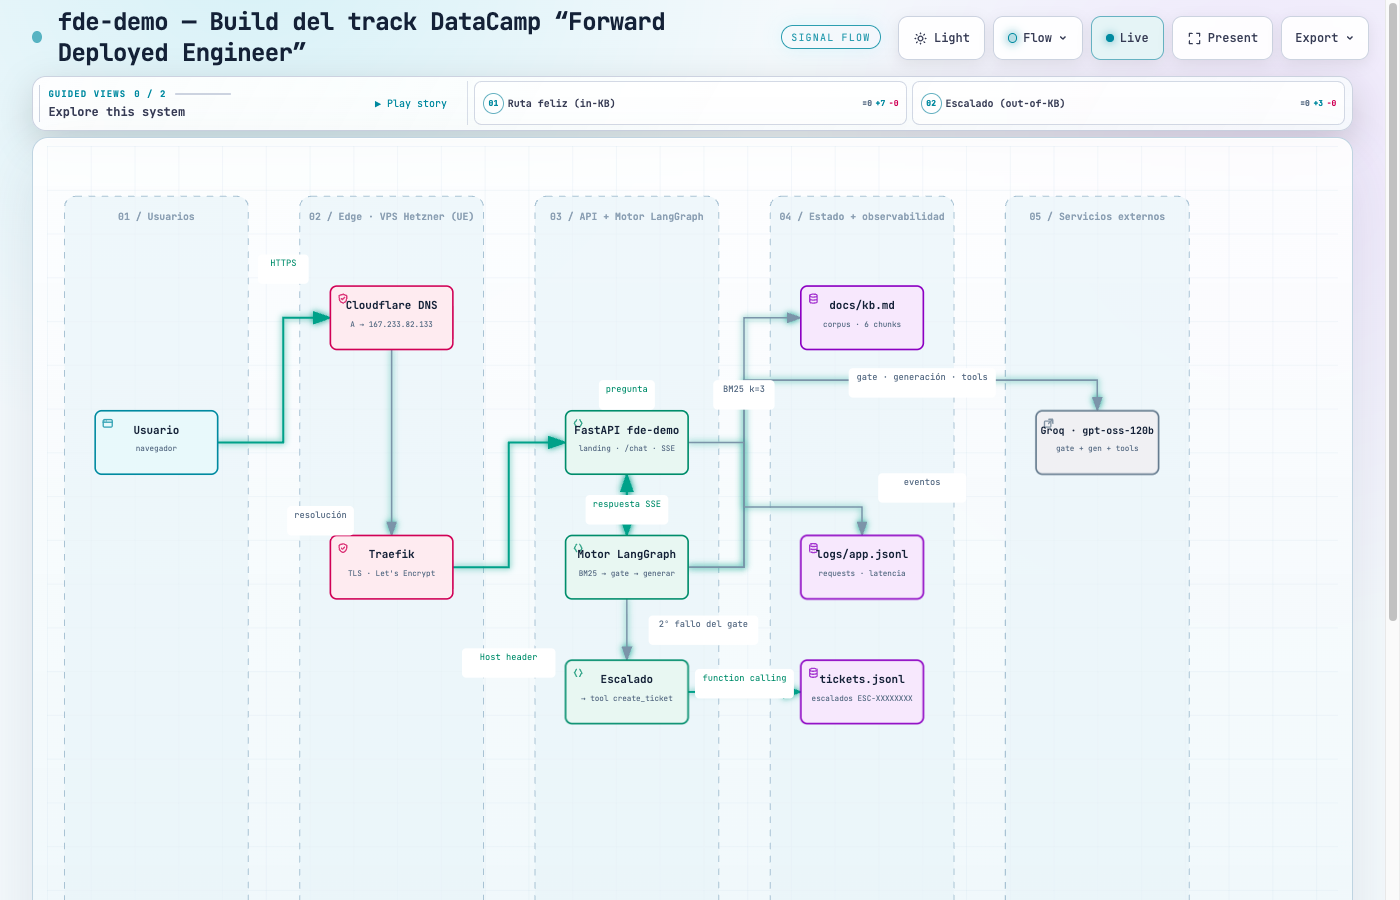 fde-demo — Build del track DataCamp “Forward
Deployed Engineer”
SIGNAL FLOW
Light
Flow
Live
Present
Export
GUIDED VIEWS 0 / 2
Explore this system
▶ Play story
01 Ruta feliz (in-KB) =0 +7 -0
02 Escalado (out-of-KB) =0 +3 -0
01 / Usuarios
02 / Edge · VPS Hetzner (UE)
03 / API + Motor LangGraph
04 / Estado + observabilidad
05 / Servicios externos
HTTPS
Cloudflare DNS
A → 167.233.82.133
docs/kb.md
corpus · 6 chunks
pregunta
BM25 k=3
gate · generación · tools
Usuario
navegador
FastAPI fde-demo
landing · /chat · SSE
Groq · gpt-oss-120b
gate + gen + tools
eventos
respuesta SSE
resolución
Traefik
TLS · Let's Encrypt
Motor LangGraph
BM25 → gate → generar
logs/app.jsonl
requests · latencia
2° fallo del gate
Host header
Escalado
→ tool create_ticket
function calling
tickets.jsonl
escalados ESC-XXXXXXXX